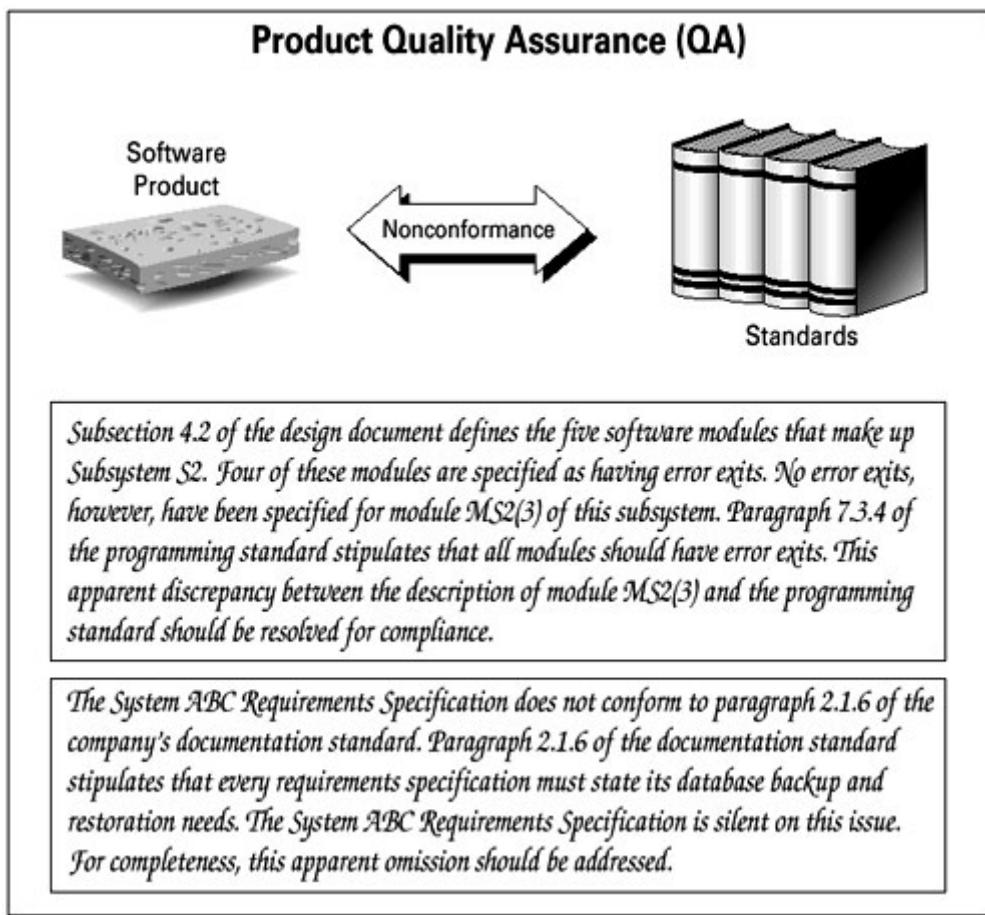 Product Quality Assurance (QA)
Software
Product
Nonconformance
Standards
Subsection 4.2 of the design document defines the five software modules that make up
Subsystem S2. Four of these modules are specified as having error exits. No error exits,
however, have been specified for module MS2(3) of this subsystem. Paragraph 7.3.4 of
the programming standard stipulates that all modules should have error exits. This
apparent discrepancy between the description of module MS2(3) and the programming
standard should be resolved for compliance.
The System ABC Requirements Specification does not conform to paragraph 2.1.6 of the
company's documentation standard. Paragraph 2.1.6 of the documentation standard
stipulates that every requirements specification must state its database backup and
restoration needs. The System ABC Requirements Specification is silent on this issue.
For completeness, this apparent omission should be addressed.